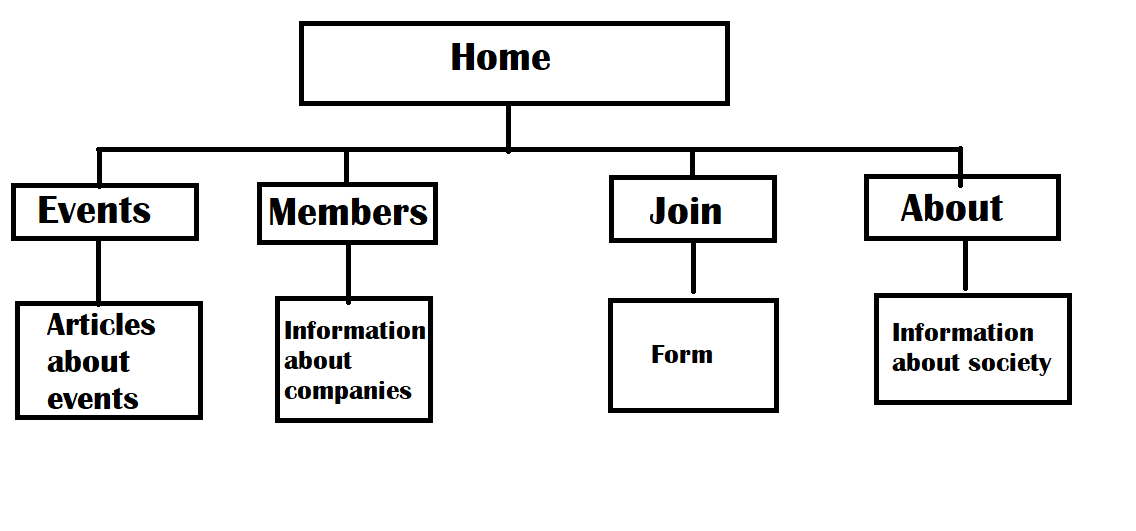 Home
Events
Members
Join
About
Articles
about
events
Information
about
companies
Form
Information
about society